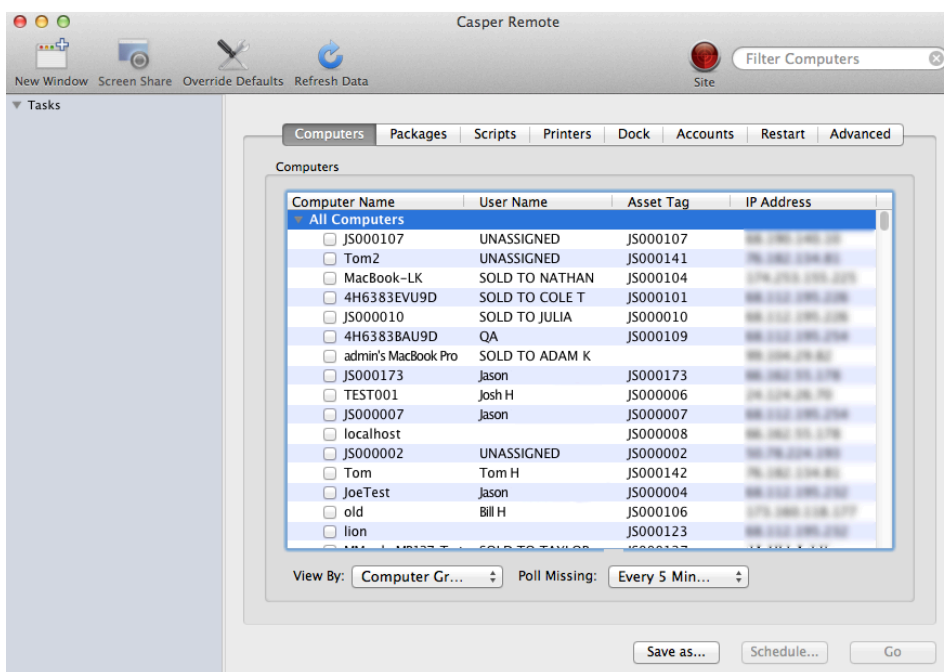 Casper Remote
New Window Screen Share Override Defaults Refresh Data Site Filter Computers
Tasks
Computers Packages Scripts Printers Dock Accounts Restart Advanced
Computers
Computer Name User Name Asset Tag IP Address
All Computers
JS000107 UNASSIGNED JS000107
Tom2 UNASSIGNED JS000141
MacBook-LK SOLD TO NATHAN JS000104
4H6383EVU9D SOLD TO COLE T JS000101
JS000010 SOLD TO JULIA JS000010
4H6383BAU9D QA JS000109
admin's MacBook Pro SOLD TO ADAM K
JS000173 Jason JS000173
TEST001 Josh H JS000006
JS000007 Jason JS000007
localhost JS000008
JS000002 UNASSIGNED JS000002
Tom Tom H JS000142
JoeTest Jason JS000004
old Bill H JS000106
lion JS000123
View By: Computer Gr... Poll Missing: Every 5 Min...
Save as... Schedule... Go